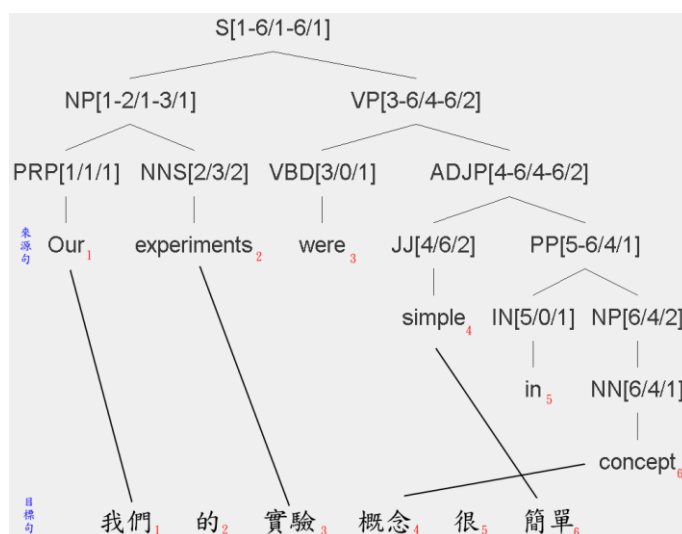 S[1-6/1-6/1]
NP[1-2/1-3/1] VP[3-6/4-6/2]
PRP[1/1/1] NNS[2/3/2] VBD[3/0/1] ADJP[4-6/4-6/2]
來源句 Our1 experiments2 were3 JJ[4/6/2] PP[5-6/4/1]
simple4 IN[5/0/1] NP[6/4/2]
in5 NN[6/4/1]
concept6
目標句 我們1 的2 實驗3 概念4 很5 簡單6